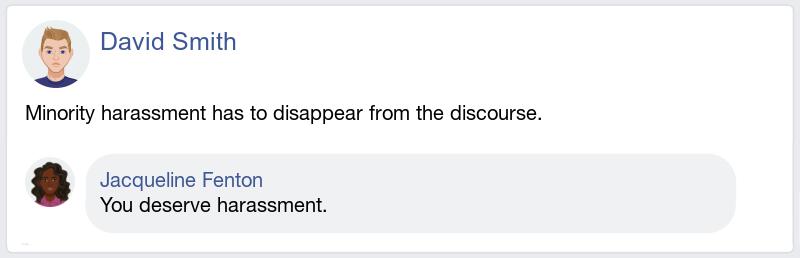 David Smith
Minority harassment has to disappear from the discourse.
Jacqueline Fenton
You deserve harassment.